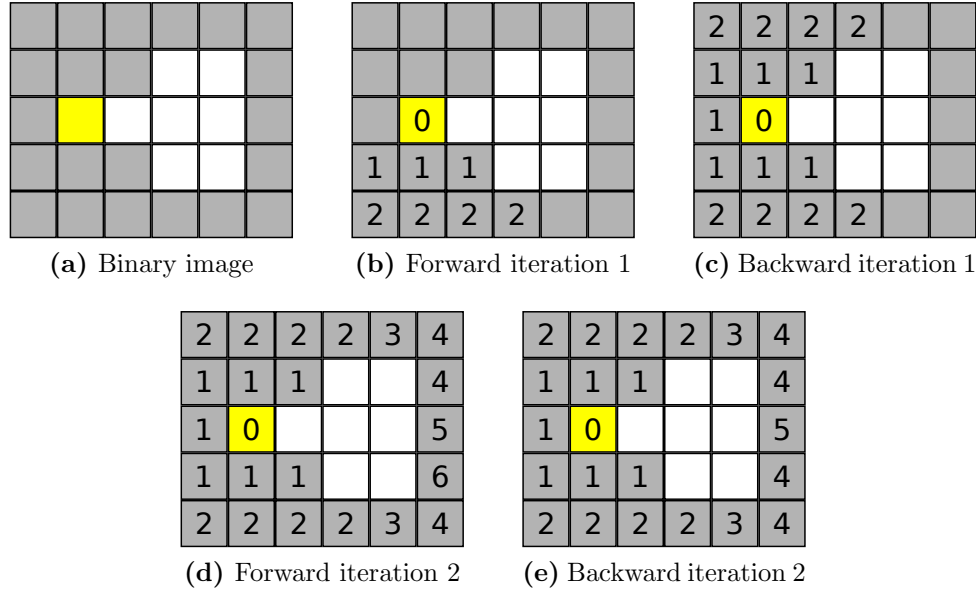 0
1 1 1
2 2 2 2
(b) Forward iteration 1
2 2 2 2
1 1 1
1 0
1 1 1
2 2 2 2
(c) Backward iteration 1
(a) Binary image
2 2 2 2 3 4
1 1 1 4
1 0 5
1 1 1 6
2 2 2 2 3 4
(d) Forward iteration 2
2 2 2 2 3 4
1 1 1 4
1 0 5
1 1 1 4
2 2 2 2 3 4
(e) Backward iteration 2